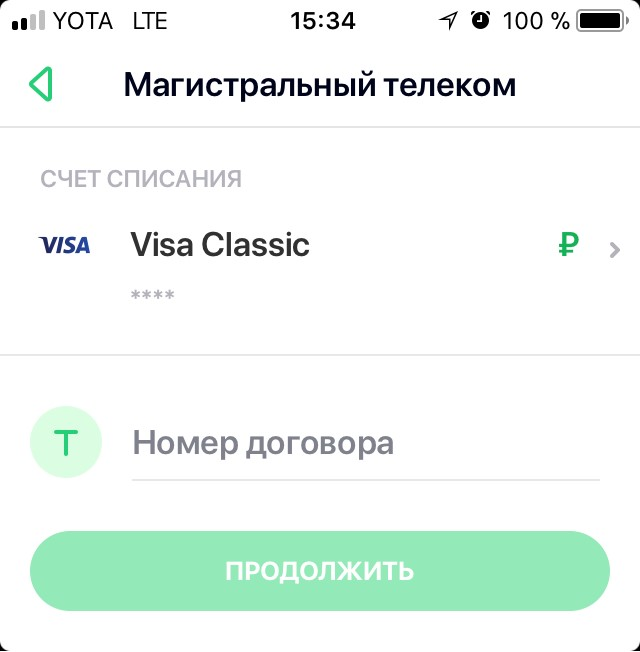 YOTA LTE 15:34 100 %
Магистральный телеком
СЧЕТ СПИСАНИЯ
VISA Visa Classic ₽
****
Т Номер договора
ПРОДОЛЖИТЬ